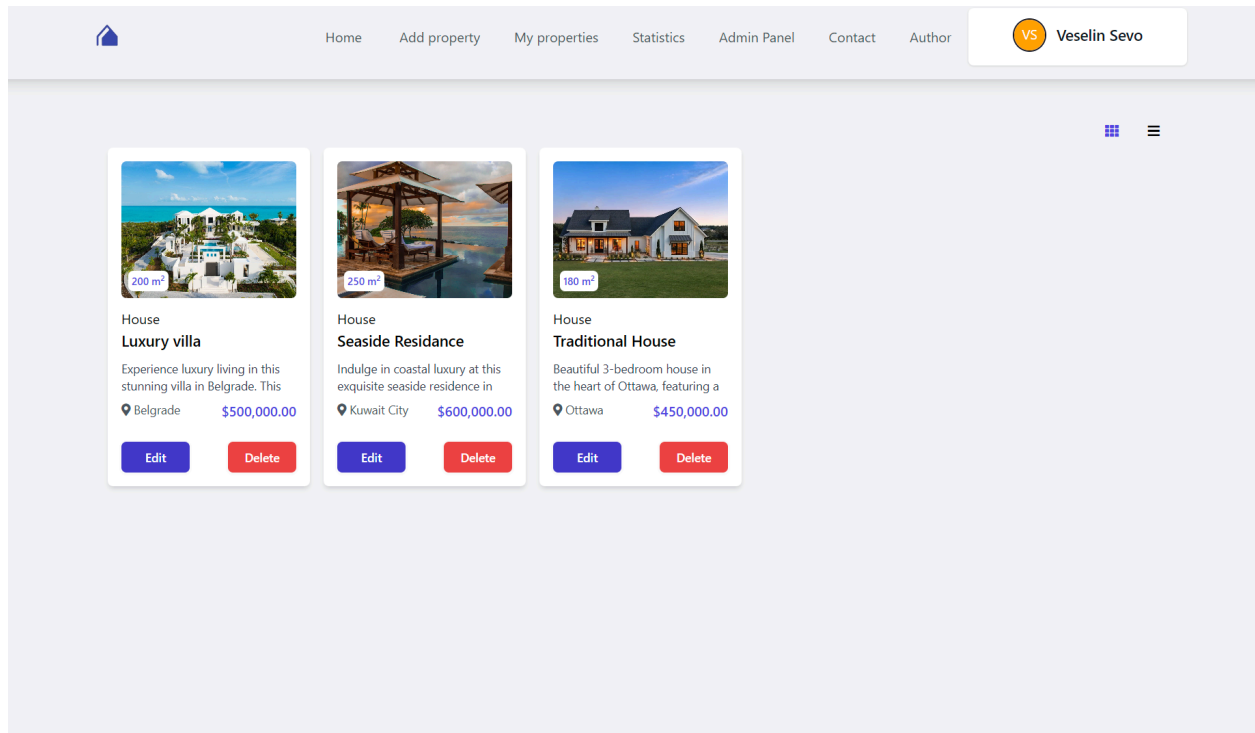 Home Add property My properties Statistics Admin Panel Contact Author VS Veselin Sevo
200 m²
House
Luxury villa
Experience luxury living in this
stunning villa in Belgrade. This
Belgrade $500,000.00
Edit Delete
250 m²
House
Seaside Residance
Indulge in coastal luxury at this
exquisite seaside residence in
Kuwait City $600,000.00
Edit Delete
180 m²
House
Traditional House
Beautiful 3-bedroom house in
the heart of Ottawa, featuring a
Ottawa $450,000.00
Edit Delete